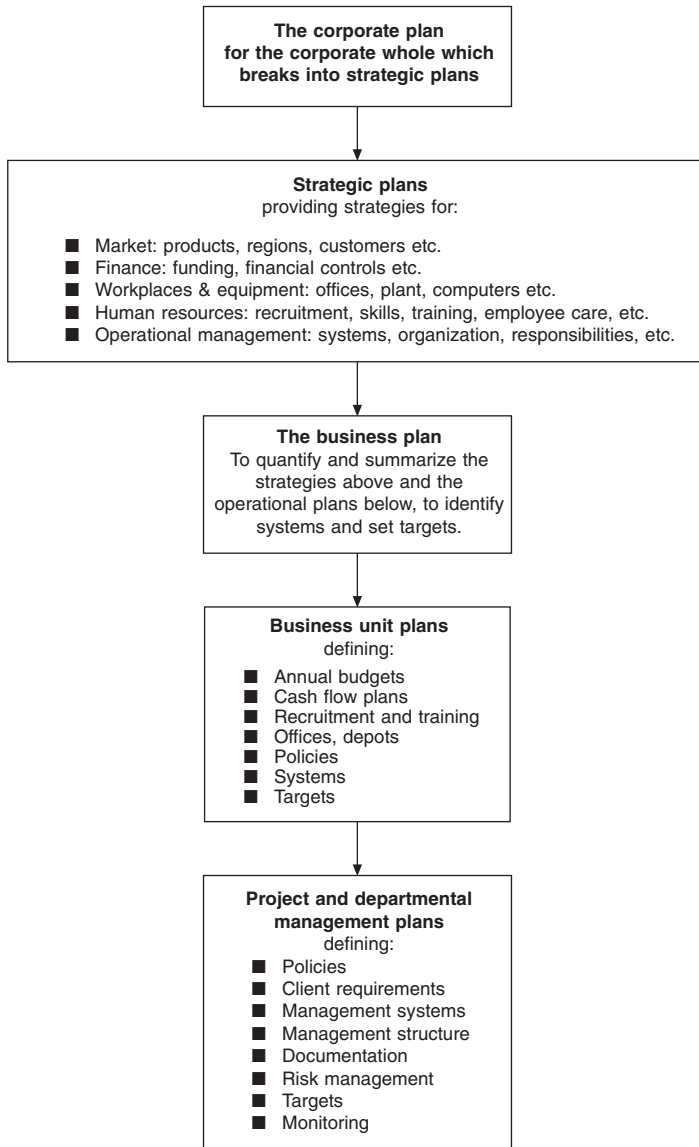 The corporate plan
for the corporate whole which
breaks into strategic plans
Strategic plans
providing strategies for:
■ Market: products, regions, customers etc.
■ Finance: funding, financial controls etc.
■ Workplaces & equipment: offices, plant, computers etc.
■ Human resources: recruitment, skills, training, employee care, etc.
■ Operational management: systems, organization, responsibilities, etc.
The business plan
To quantify and summarize the
strategies above and the
operational plans below, to identify
systems and set targets.
Business unit plans
defining:
■ Annual budgets
■ Cash flow plans
■ Recruitment and training
■ Offices, depots
■ Policies
■ Systems
■ Targets
Project and departmental
management plans
defining:
■ Policies
■ Client requirements
■ Management systems
■ Management structure
■ Documentation
■ Risk management
■ Targets
■ Monitoring